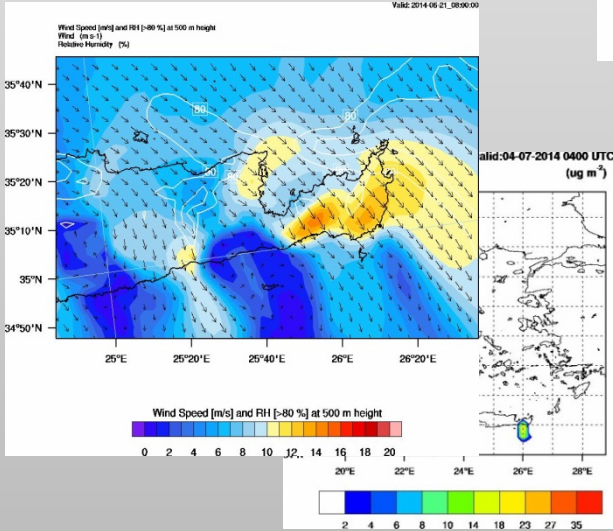 Valid: 2014-06-21_08:00:00
Wind Speed [m/s] and RH [>80 %] at 500 m height
Wind (m s-1)
Relative Humidity (%)
35°40'N
35°30'N
35°20'N
35°10'N
35°N
34°50'N
80
80
25°E
25°20'E
25°40'E
26°E
26°20'E
Wind Speed [m/s] and RH [>80 %] at 500 m height
0 2 4 6 8 10 12 14 16 18 20
alid:04-07-2014 0400 UTC
(ug m⁻²)
20°E
22°E
24°E
26°E
28°E
2 4 6 8 10 14 18 23 27 35